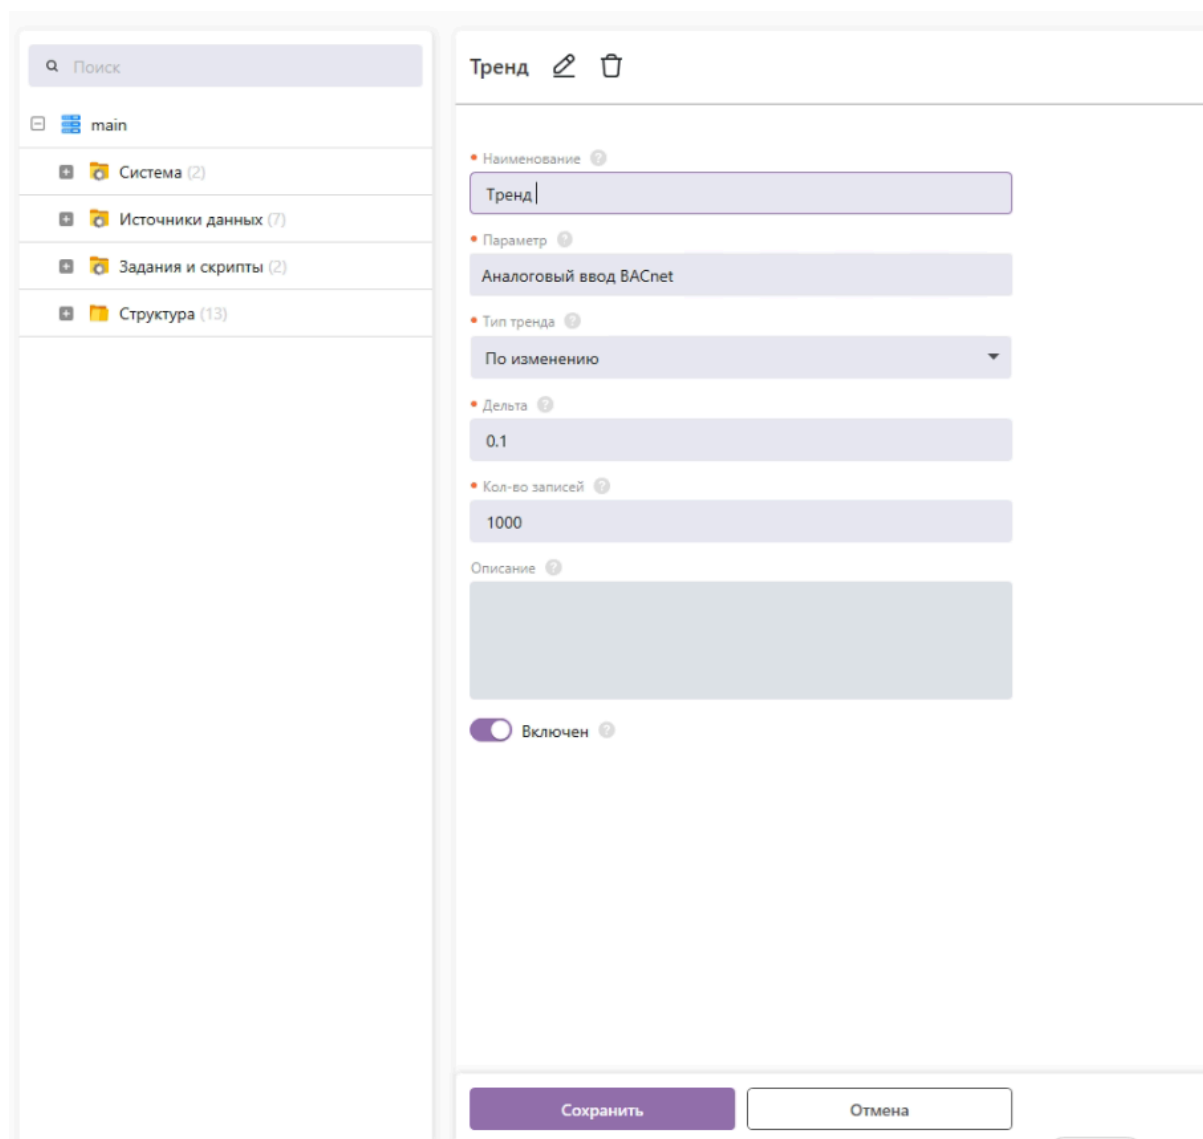 Поиск
main
Система (2)
Источники данных (7)
Задания и скрипты (2)
Структура (13)
Тренд
Наименование
Тренд
Параметр
Аналоговый ввод BACnet
Тип тренда
По изменению
Дельта
0.1
Кол-во записей
1000
Описание
Включен
Сохранить
Отмена